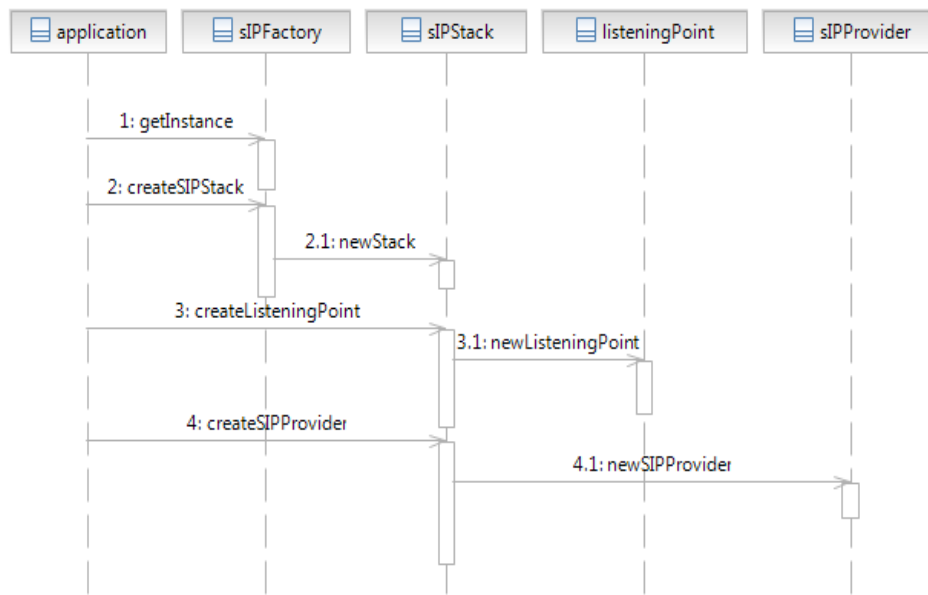 application
sIPFactory
sIPStack
listeningPoint
sIPProvider
1: getInstance
2: createSIPStack
2.1: newStack
3: createListeningPoint
3.1: newListeningPoint
4: createSIPProvider
4.1: newSIPProvider